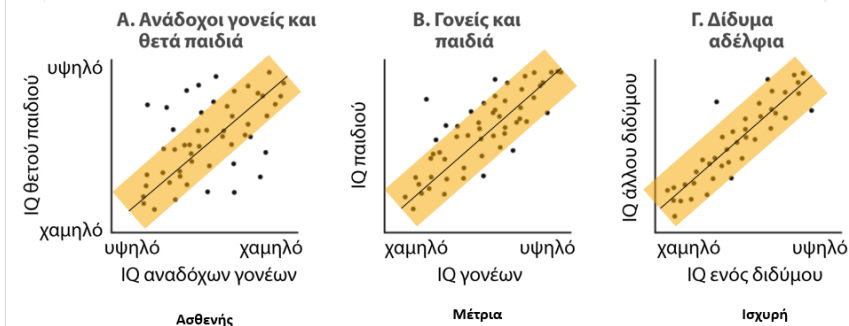 Α. Ανάδοχοι γονείς και
θετά παιδιά
υψηλό
IQ θετού παιδιού
χαμηλό
υψηλό
χαμηλό
IQ αναδόχων γονέων
Ασθενής
Β. Γονείς και
παιδιά
IQ παιδιού
χαμηλό
υψηλό
IQ γονέων
Μέτρια
Γ. Δίδυμα
αδέλφια
IQ άλλου διδύμου
χαμηλό
υψηλό
IQ ενός διδύμου
Ισχυρή